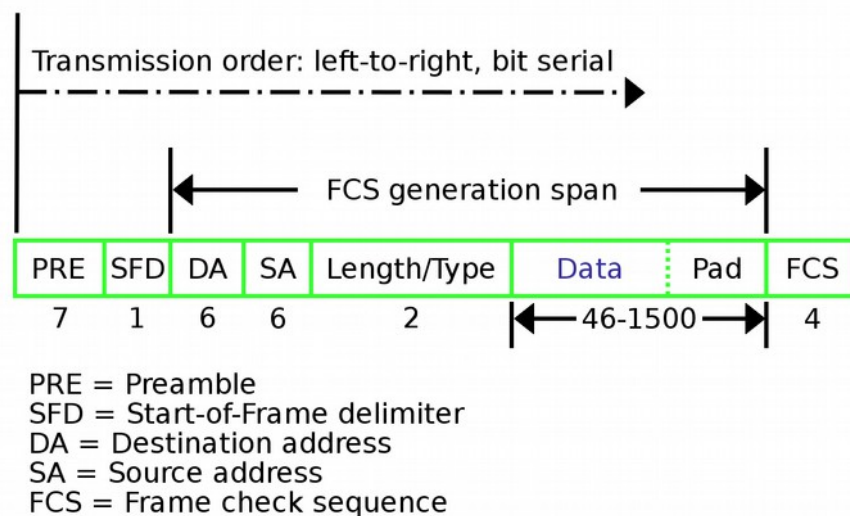 Transmission order: left-to-right, bit serial
FCS generation span
PRE SFD DA SA Length/Type Data Pad FCS
7 1 6 6 2 46-1500 4
PRE = Preamble
SFD = Start-of-Frame delimiter
DA = Destination address
SA = Source address
FCS = Frame check sequence